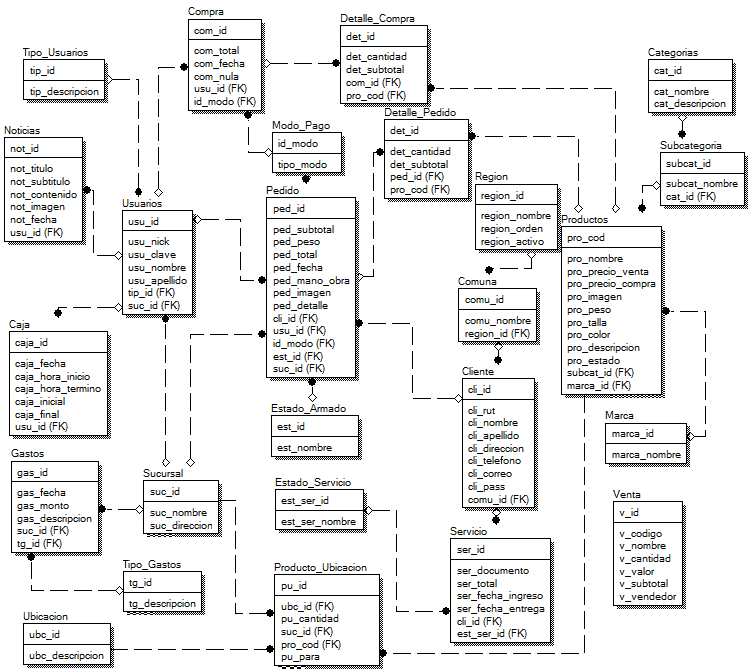 Compra
com_id
com_total
com_fecha
com_nula
usu_id (FK)
id_modo (FK)
Detalle_Compra
det_id
det_cantidad
det_subtotal
com_id (FK)
pro_cod (FK)
Tipo_Usuarios
tip_id
tip_descripcion
Categorias
cat_id
cat_nombre
cat_descripcion
Noticias
not_id
not_titulo
not_subtitulo
not_contenido
not_imagen
not_fecha
usu_id (FK)
Modo_Pago
id_modo
tipo_modo
Detalle_Pedido
det_id
det_cantidad
det_subtotal
ped_id (FK)
pro_cod (FK)
Subcategoria
subcat_id
subcat_nombre
cat_id (FK)
Region
region_id
region_nombre
region_orden
region_activo
Usuarios
usu_id
usu_nick
usu_clave
usu_nombre
usu_apellido
tip_id (FK)
suc_id (FK)
Pedido
ped_id
ped_subtotal
ped_peso
ped_total
ped_fecha
ped_mano_obra
ped_imagen
ped_detalle
cli_id (FK)
usu_id (FK)
id_modo (FK)
est_id (FK)
suc_id (FK)
Productos
pro_cod
pro_nombre
pro_precio_venta
pro_precio_compra
pro_imagen
pro_peso
pro_talla
pro_color
pro_descripcion
pro_estado
subcat_id (FK)
marca_id (FK)
Comuna
comu_id
comu_nombre
region_id (FK)
Caja
caja_id
caja_fecha
caja_hora_inicio
caja_hora_termino
caja_inicial
caja_final
usu_id (FK)
Cliente
cli_id
cli_rut
cli_nombre
cli_apellido
cli_direccion
cli_telefono
cli_correo
cli_pass
comu_id (FK)
Estado_Armado
est_id
est_nombre
Marca
marca_id
marca_nombre
Gastos
gas_id
gas_fecha
gas_monto
gas_descripcion
suc_id (FK)
tg_id (FK)
Sucursal
suc_id
suc_nombre
suc_direccion
Estado_Servicio
est_ser_id
est_ser_nombre
Venta
v_id
v_codigo
v_nombre
v_cantidad
v_valor
v_subtotal
v_vendedor
Servicio
ser_id
ser_documento
ser_total
ser_fecha_ingreso
ser_fecha_entrega
cli_id (FK)
est_ser_id (FK)
Tipo_Gastos
tg_id
tg_descripcion
Producto_Ubicacion
pu_id
ubc_id (FK)
pu_cantidad
suc_id (FK)
pro_cod (FK)
pu_para
Ubicacion
ubc_id
ubc_descripcion